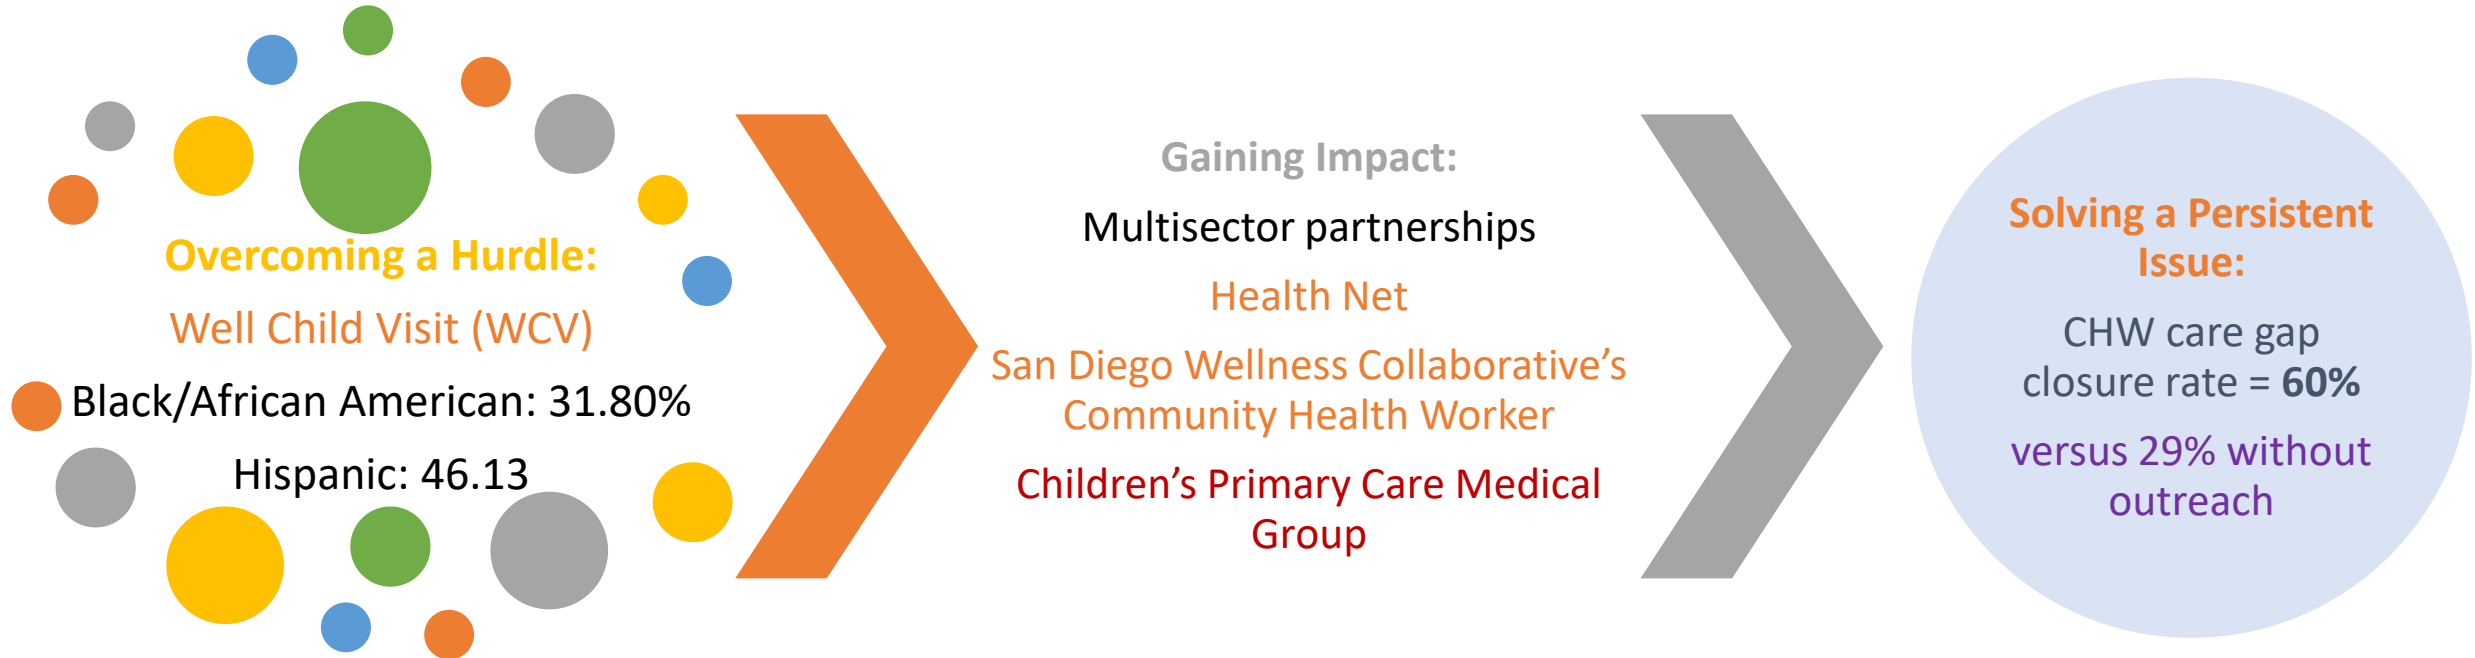 Overcoming a Hurdle:
Well Child Visit (WCV)
Black/African American: 31.80%
Hispanic: 46.13
Gaining Impact:
Multisector partnerships
Health Net
San Diego Wellness Collaborative’s
Community Health Worker
Children’s Primary Care Medical
Group
Solving a Persistent
Issue:
CHW care gap
closure rate = 60%
versus 29% without
outreach